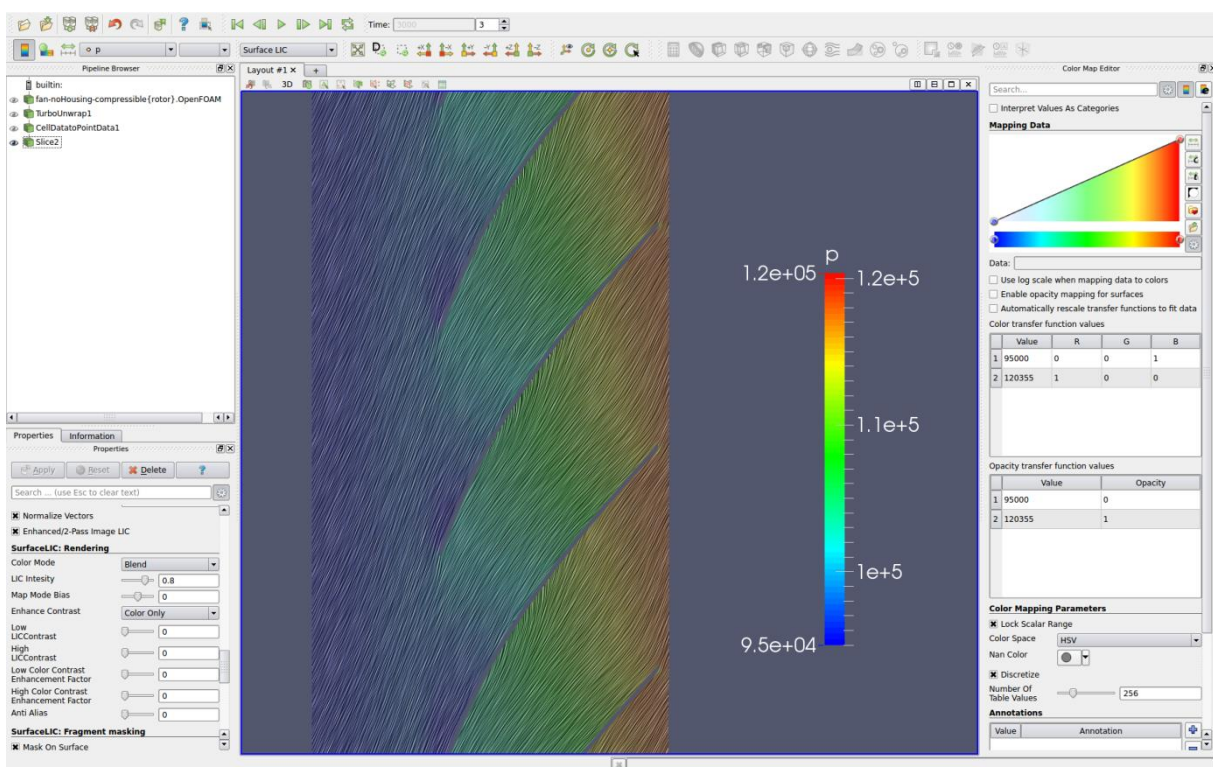 Time: 3000 3
p Surface LIC
Pipeline Browser
builtin:
fan-noHousing-compressible{rotor}.OpenFOAM
TurboUnwrap1
CellDatatoPointData1
Slice2
Properties Information
Properties
Apply Reset Delete ?
Search ... (use Esc to clear text)
Normalize Vectors
Enhanced/2-Pass Image LIC
SurfaceLIC: Rendering
Color Mode Blend
LIC Intesity 0.8
Map Mode Bias 0
Enhance Contrast Color Only
Low
LICContrast 0
High
LICContrast 0
Low Color Contrast
Enhancement Factor 0
High Color Contrast
Enhancement Factor 0
Anti Alias 0
SurfaceLIC: Fragment masking
Mask On Surface
Layout #1 × +
3D
p
1.2e+05 1.2e+5
1.1e+5
1e+5
9.5e+04
Color Map Editor
Search...
Interpret Values As Categories
Mapping Data
Data:
Use log scale when mapping data to colors
Enable opacity mapping for surfaces
Automatically rescale transfer functions to fit data
Color transfer function values
Value R G B
1 95000 0 0 1
2 120355 1 0 0
Opacity transfer function values
Value Opacity
1 95000 0
2 120355 1
Color Mapping Parameters
Lock Scalar Range
Color Space HSV
Nan Color
Discretize
Number Of
Table Values 256
Annotations
Value Annotation